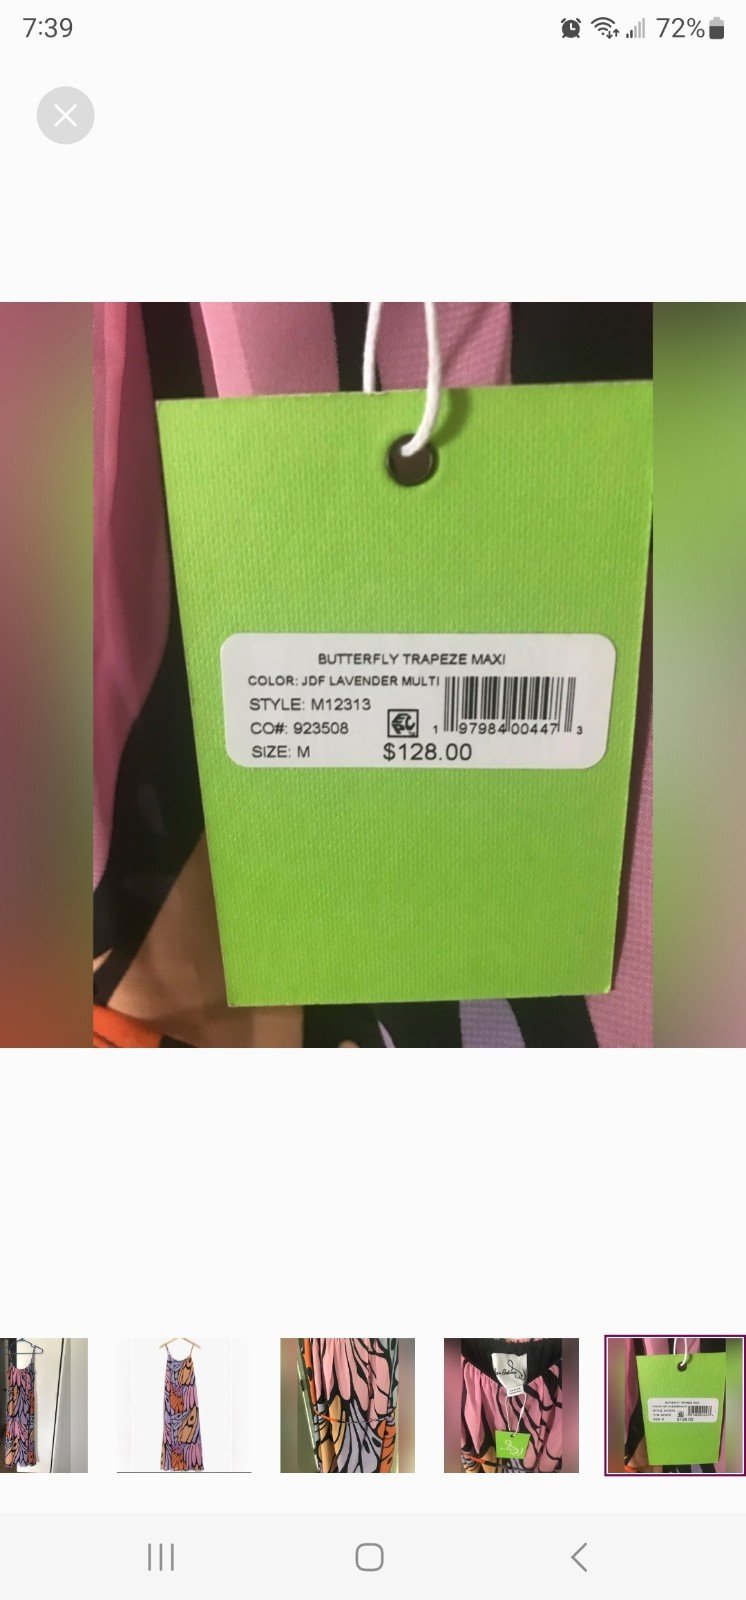 7:39
72%
BUTTERFLY TRAPEZE MAXI
COLOR: JDF LAVENDER MULTI
STYLE: M12313
CO#: 923508
1 97984 00447 3
SIZE: M
$128.00